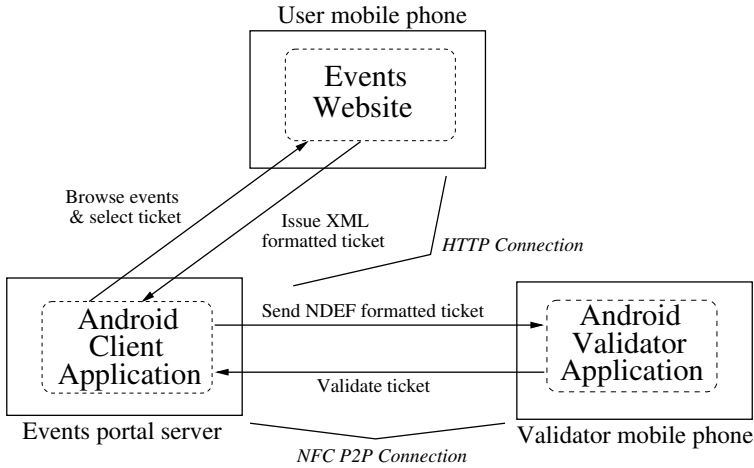 User mobile phone
Events
Website
Browse events
& select ticket
Issue XML
formatted ticket
HTTP Connection
Android
Client
Application
Send NDEF formatted ticket
Validate ticket
Android
Validator
Application
Events portal server
Validator mobile phone
NFC P2P Connection